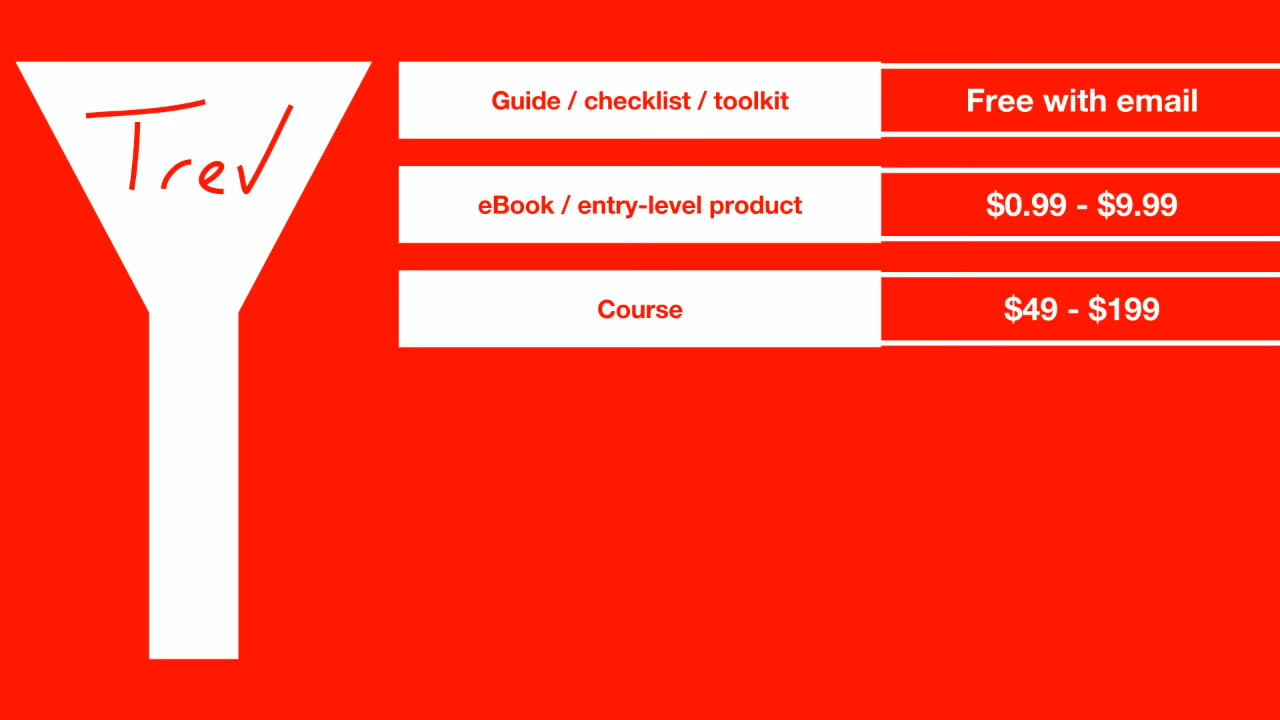 Trev
Guide / checklist / toolkit
Free with email
eBook / entry-level product
$0.99 - $9.99
Course
$49 - $199